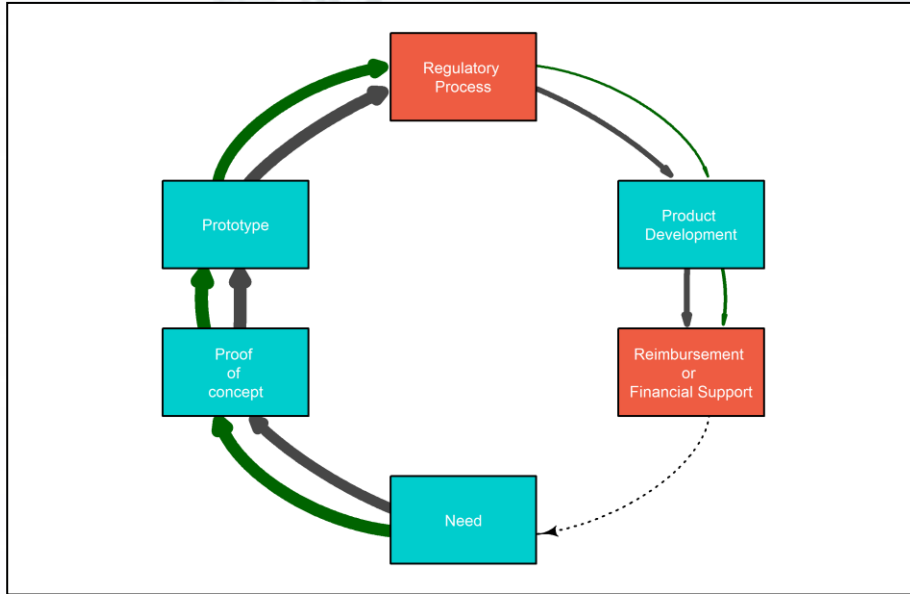 Regulatory
Process
Prototype
Product
Development
Proof
of
concept
Reimbursement
or
Financial Support
Need